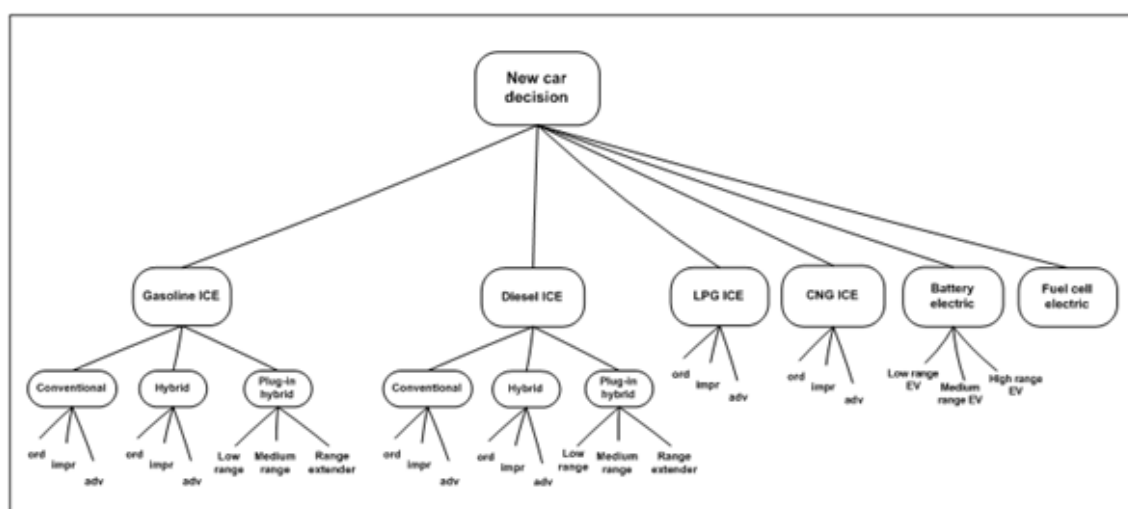 New car
decision
Gasoline ICE
Diesel ICE
LPG ICE
CNG ICE
Battery
electric
Fuel cell
electric
Conventional
Hybrid
Plug-in
hybrid
Conventional
Hybrid
Plug-in
hybrid
ord
impr
adv
ord
impr
adv
Low range
EV
Medium
range EV
High range
EV
ord
impr
adv
ord
impr
adv
Low
range
Medium
range
Range
extender
ord
impr
adv
ord
impr
adv
Low
range
Medium
range
Range
extender